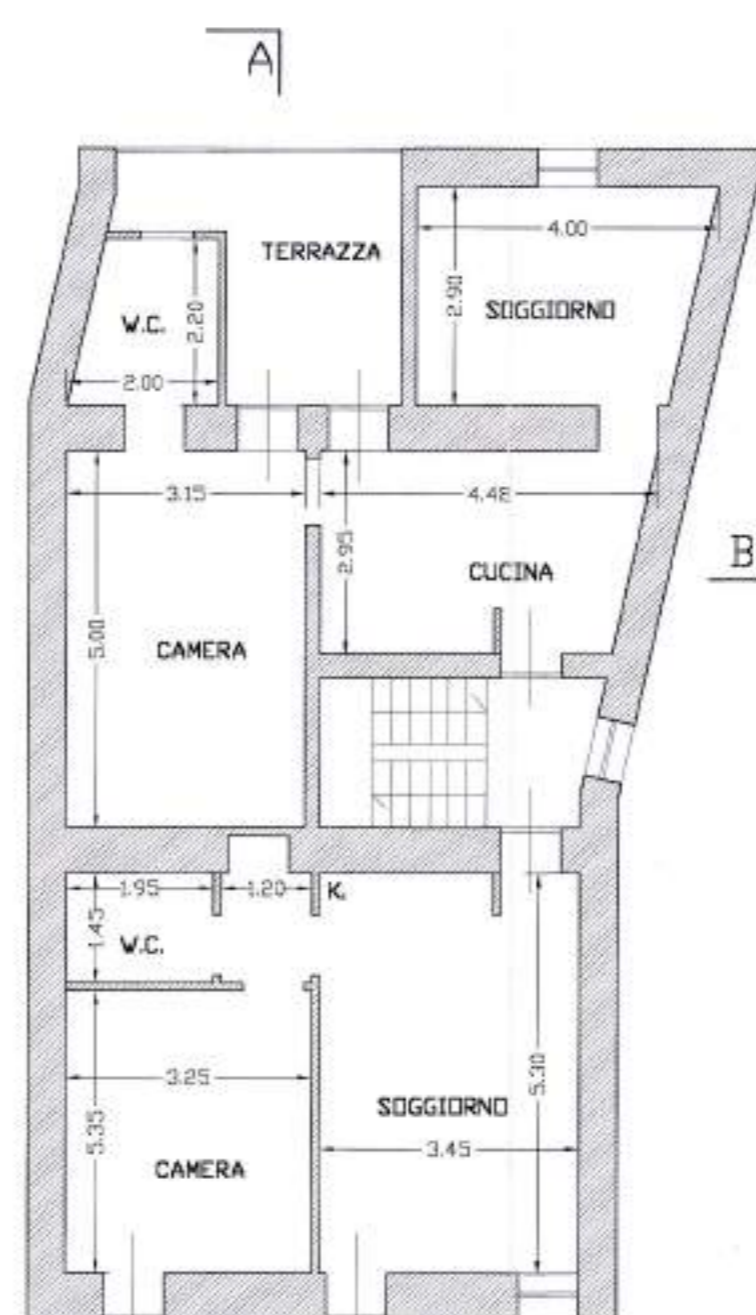 A
TERRAZZA
4.00
2.90
SOGGIORNO
W.C.
2.20
2.00
3.15
4.48
2.95
B
CUCINA
5.00
CAMERA
1.95
1.20
K.
1.45
W.C.
3.25
5.30
SOGGIORNO
5.35
3.45
CAMERA